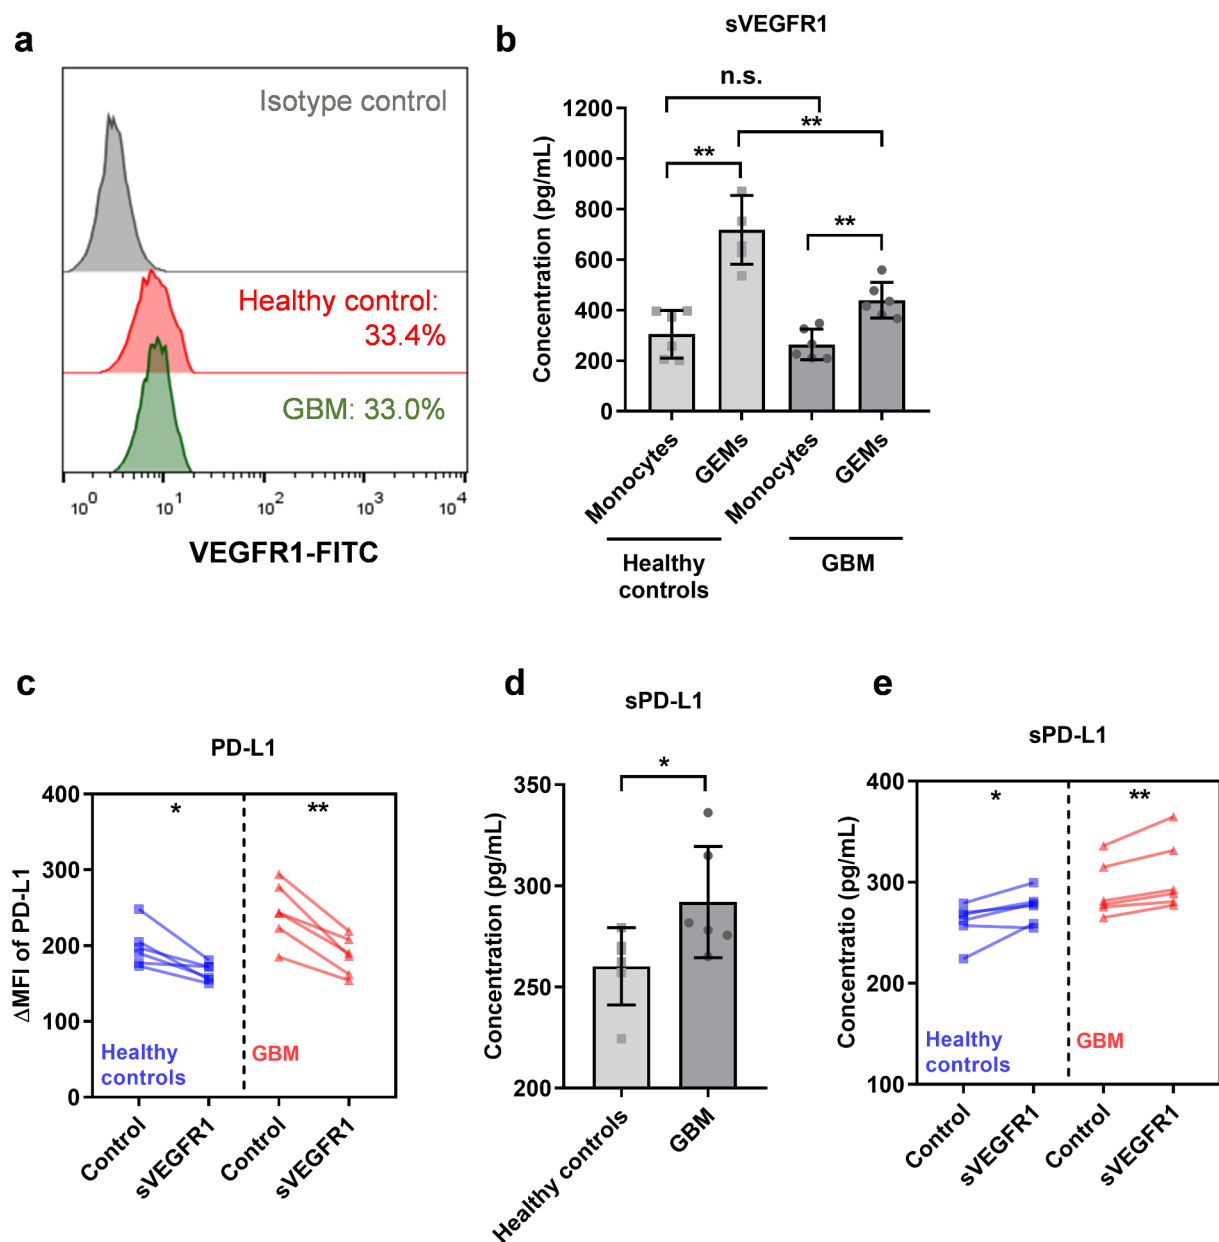 a
Isotype control
Healthy control:
33.4%
GBM: 33.0%
10^0 10^1 10^2 10^3 10^4
VEGFR1-FITC
b
sVEGFR1
n.s.
**
**
**
Concentration (pg/mL)
1200
1000
800
600
400
200
0
Monocytes
GEMs
Monocytes
GEMs
Healthy
controls
GBM
c
PD-L1
ΔMFI of PD-L1
400
300
200
100
0
*
**
Healthy
controls
GBM
Control
sVEGFR1
Control
sVEGFR1
d
sPD-L1
*
Concentration (pg/mL)
350
300
250
200
Healthy controls
GBM
e
sPD-L1
Concentratio (pg/mL)
400
300
200
100
*
**
Healthy
controls
GBM
Control
sVEGFR1
Control
sVEGFR1